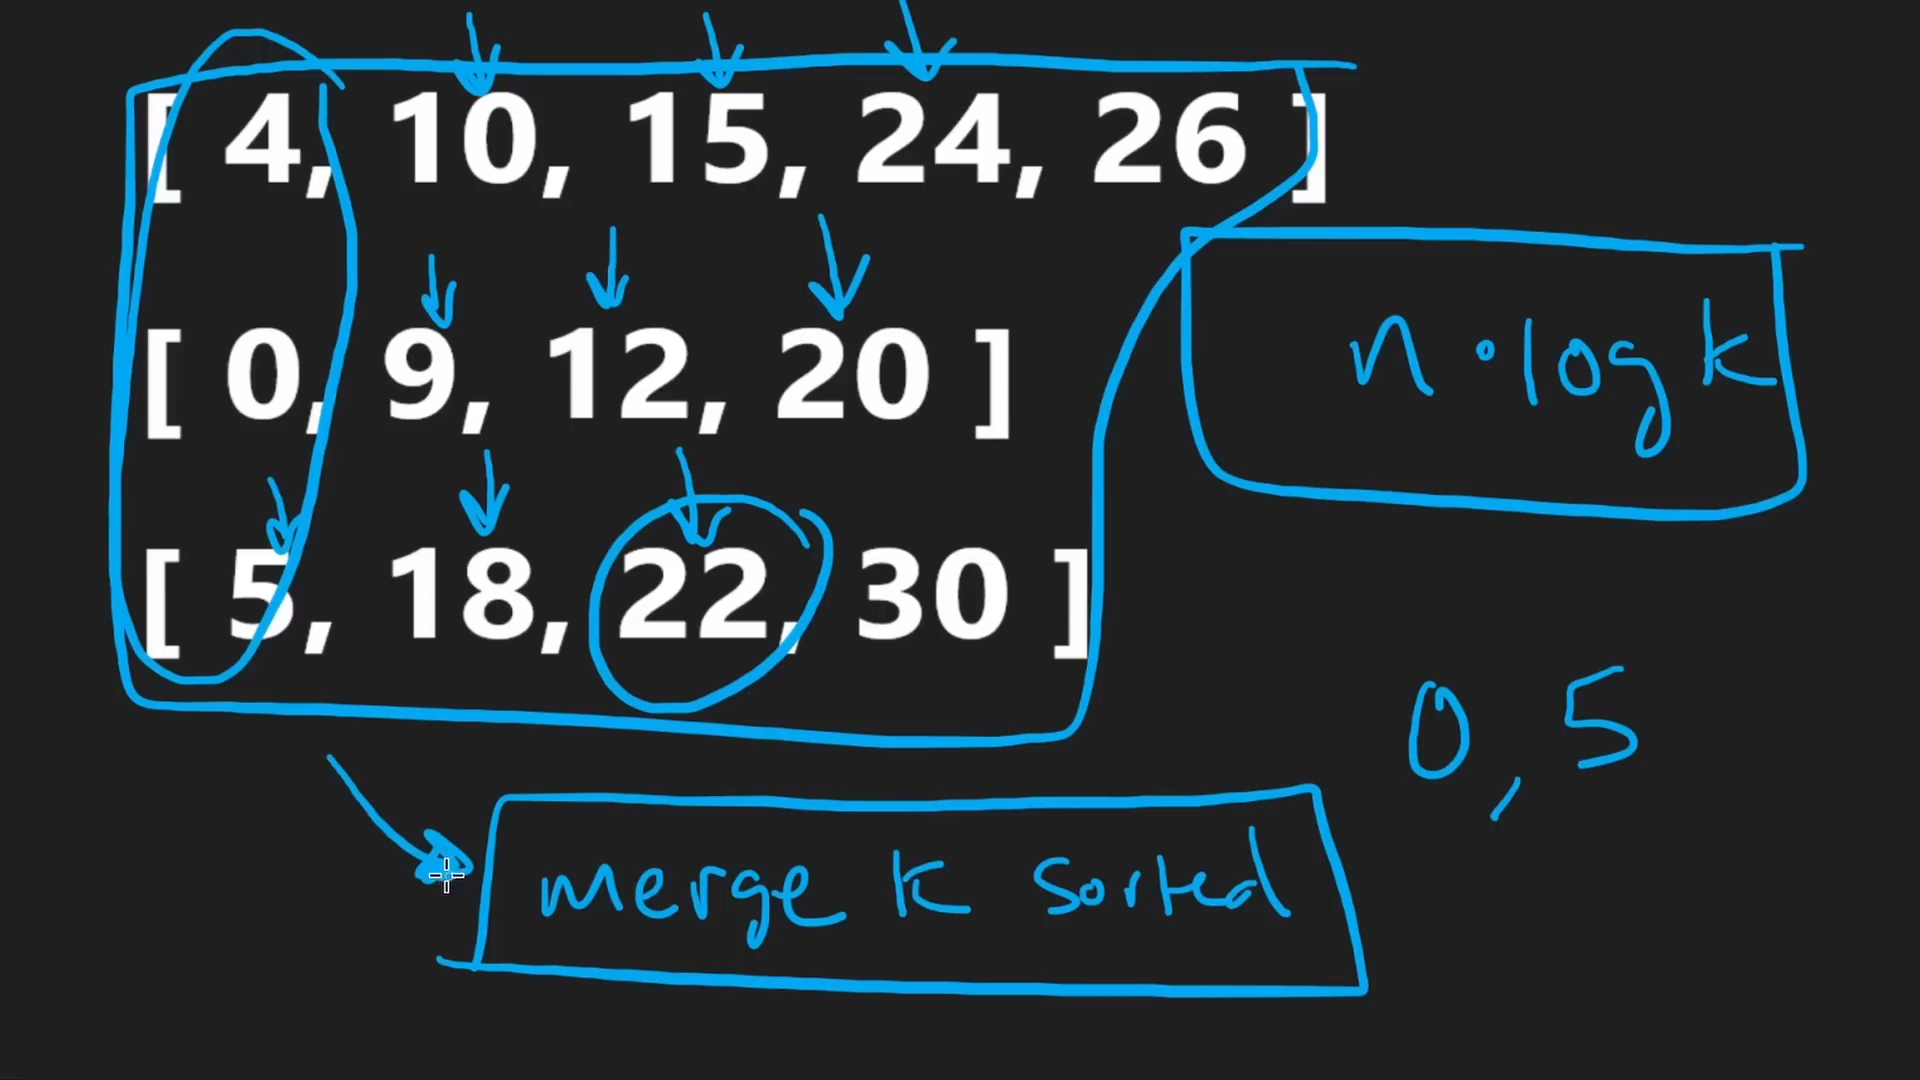 [ 4, 10, 15, 24, 26 ]
[ 0, 9, 12, 20 ]
n · log k
[ 5, 18, 22, 30 ]
0, 5
merge k sorted